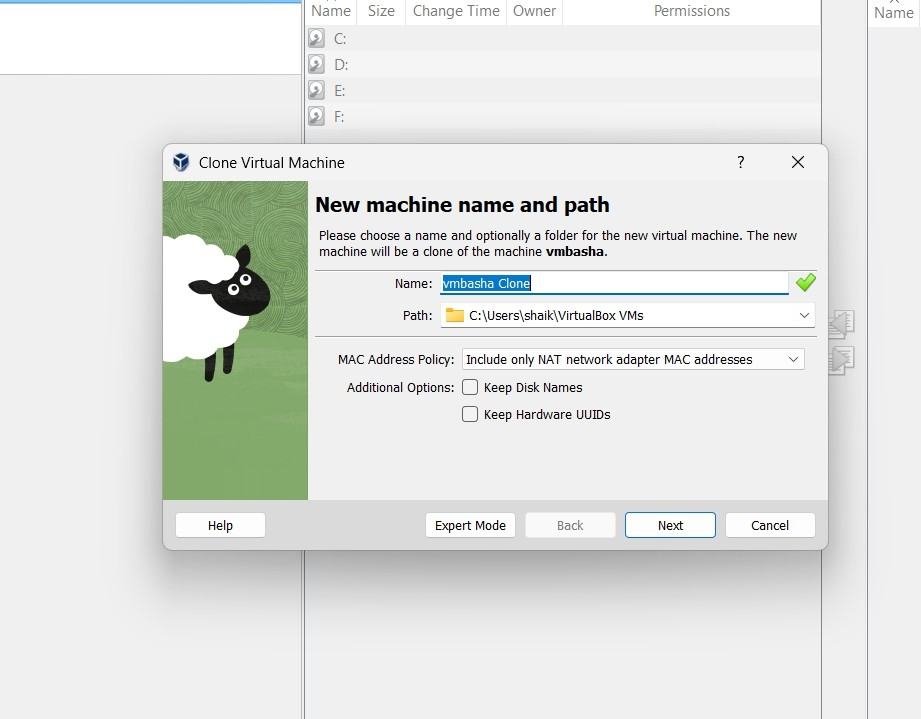 Name Size Change Time Owner Permissions Name
C:
D:
E:
F:
Clone Virtual Machine ?
New machine name and path
Please choose a name and optionally a folder for the new virtual machine. The new
machine will be a clone of the machine vmbasha.
Name: vmbasha Clone
Path: C:\Users\shaik\VirtualBox VMs
MAC Address Policy: Include only NAT network adapter MAC addresses
Additional Options: Keep Disk Names
Keep Hardware UUIDs
Help Expert Mode Back Next Cancel